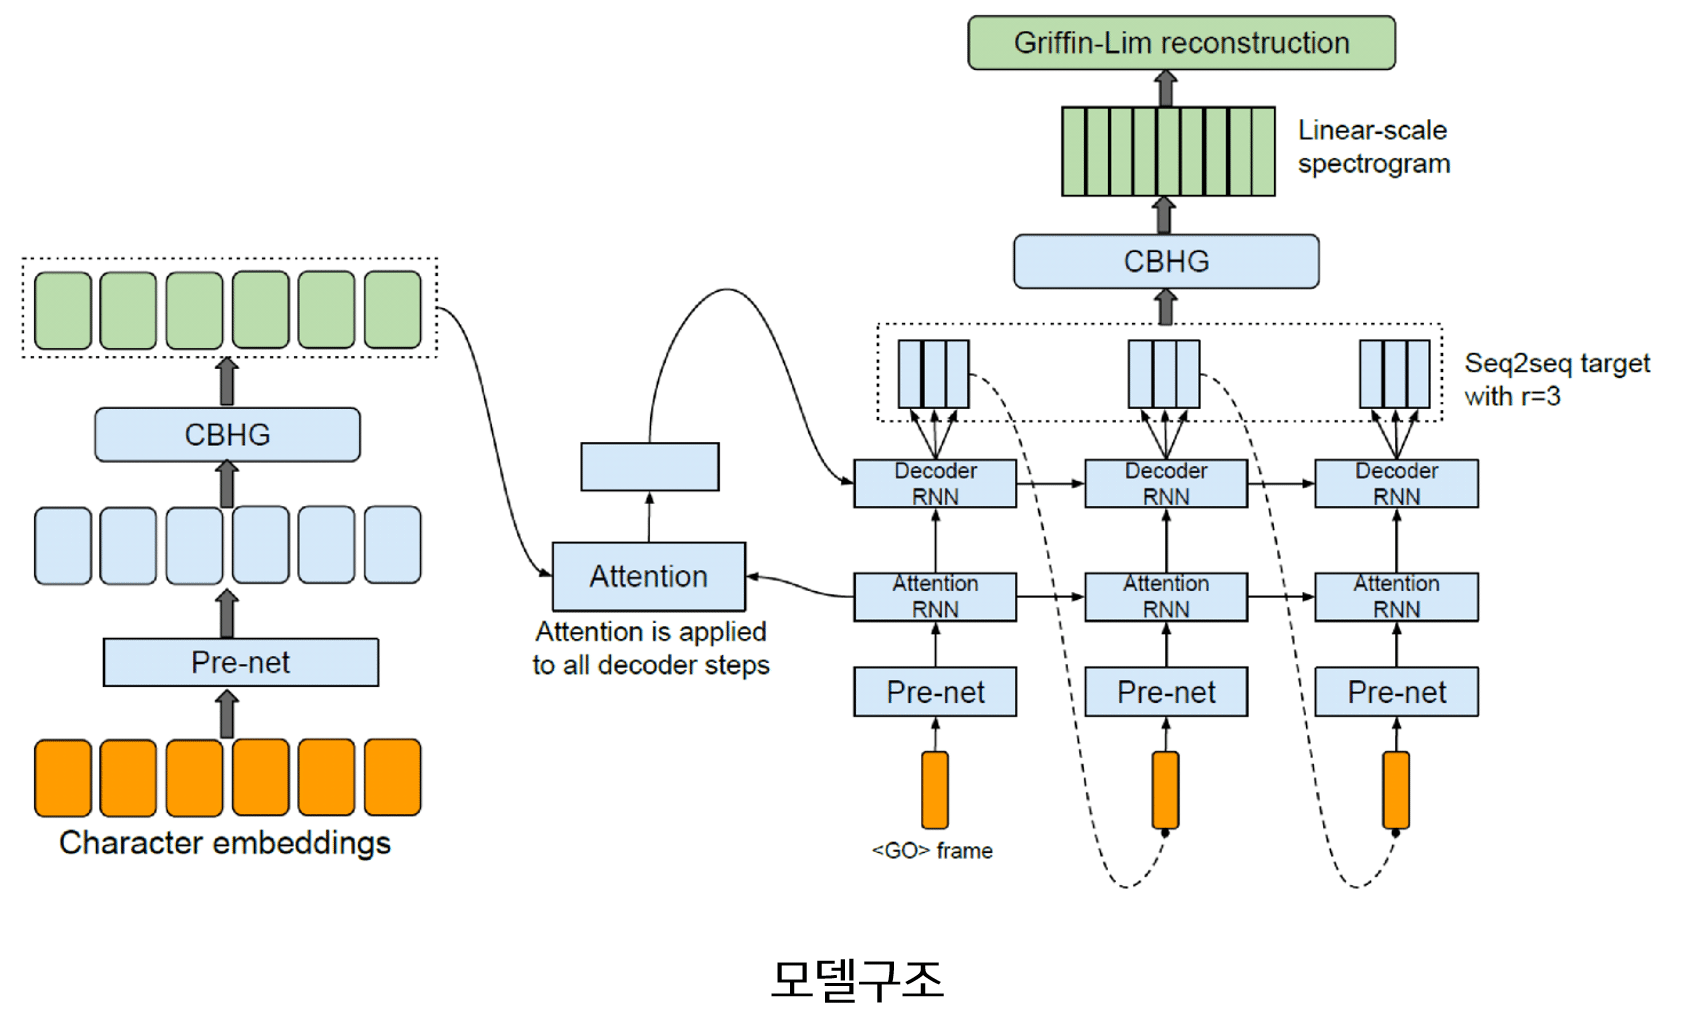 Griffin-Lim reconstruction
Linear-scale
spectrogram
CBHG
Seq2seq target
with r=3
CBHG
Decoder
RNN
Decoder
RNN
Decoder
RNN
Attention
Attention is applied
to all decoder steps
Attention
RNN
Attention
RNN
Attention
RNN
Pre-net
Pre-net
Pre-net
Pre-net
Character embeddings
<GO> frame
모델구조